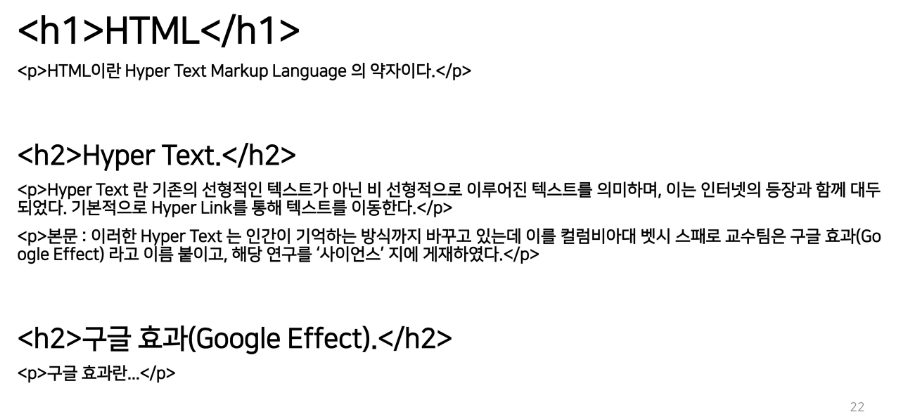 <h1>HTML</h1>
<p>HTML이란 Hyper Text Markup Language 의 약자이다.</p>
<h2>Hyper Text.</h2>
<p>Hyper Text 란 기존의 선형적인 텍스트가 아닌 비 선형적으로 이루어진 텍스트를 의미하며, 이는 인터넷의 등장과 함께 대두
되었다. 기본적으로 Hyper Link를 통해 텍스트를 이동한다.</p>
<p>본문 : 이러한 Hyper Text 는 인간이 기억하는 방식까지 바꾸고 있는데 이를 컬럼비아대 벳시 스패로 교수팀은 구글 효과(Go
ogle Effect) 라고 이름 붙이고, 해당 연구를 ‘사이언스’ 지에 게재하였다.</p>
<h2>구글 효과(Google Effect).</h2>
<p>구글 효과란...</p>
22